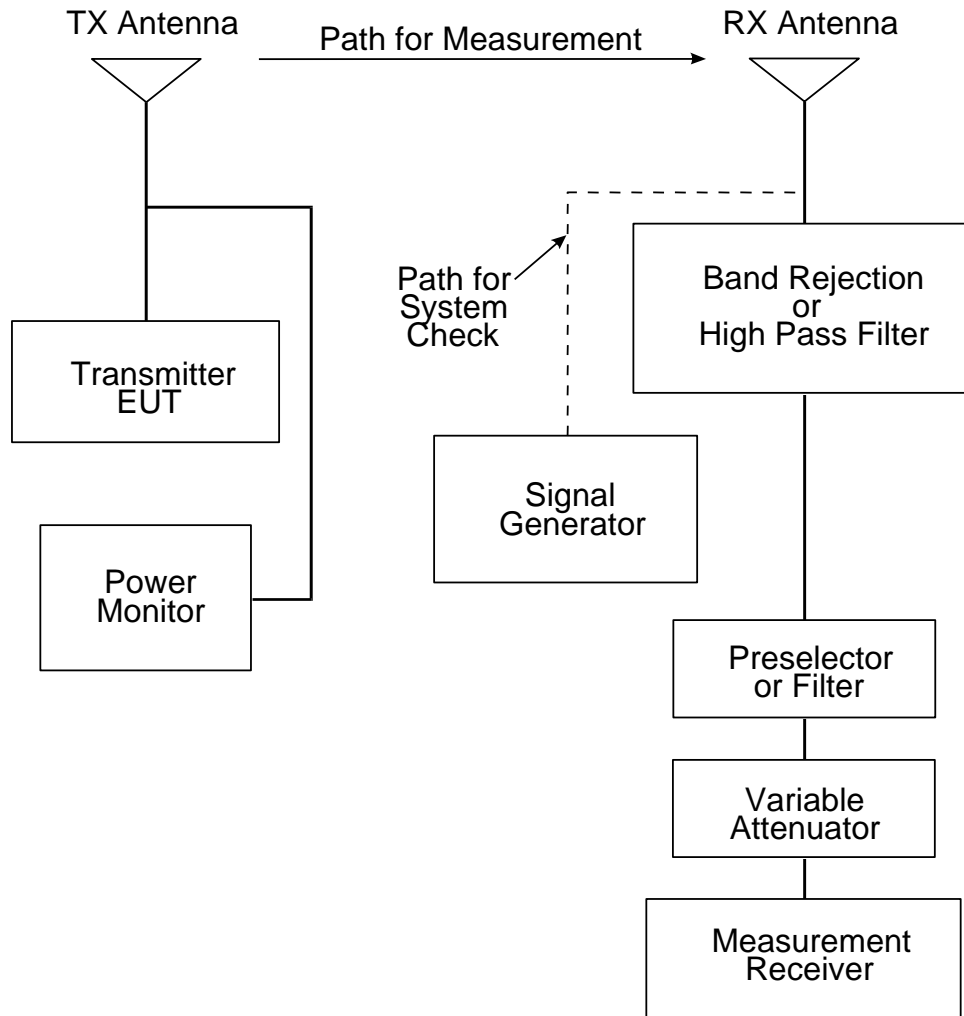 TX Antenna
Path for Measurement
RX Antenna
Path for
System
Check
Band Rejection
or
High Pass Filter
Transmitter
EUT
Signal
Generator
Power
Monitor
Preselector
or Filter
Variable
Attenuator
Measurement
Receiver